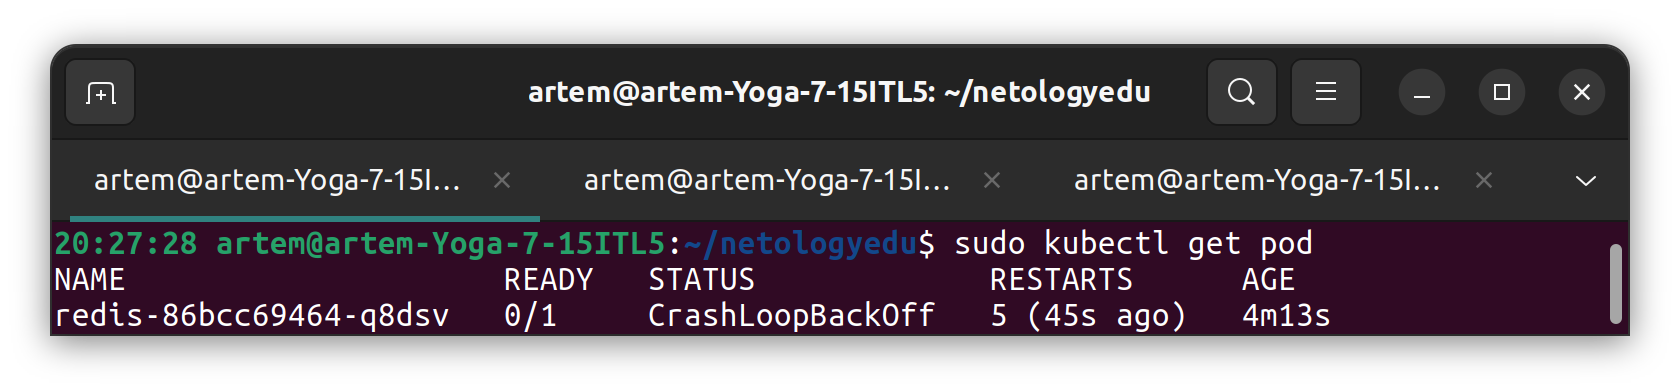 artem@artem-Yoga-7-15ITL5: ~/netologyedu
artem@artem-Yoga-7-15I... artem@artem-Yoga-7-15I... artem@artem-Yoga-7-15I...
20:27:28 artem@artem-Yoga-7-15ITL5:~/netologyedu$ sudo kubectl get pod
NAME READY STATUS RESTARTS AGE
redis-86bcc69464-q8dsv 0/1 CrashLoopBackOff 5 (45s ago) 4m13s